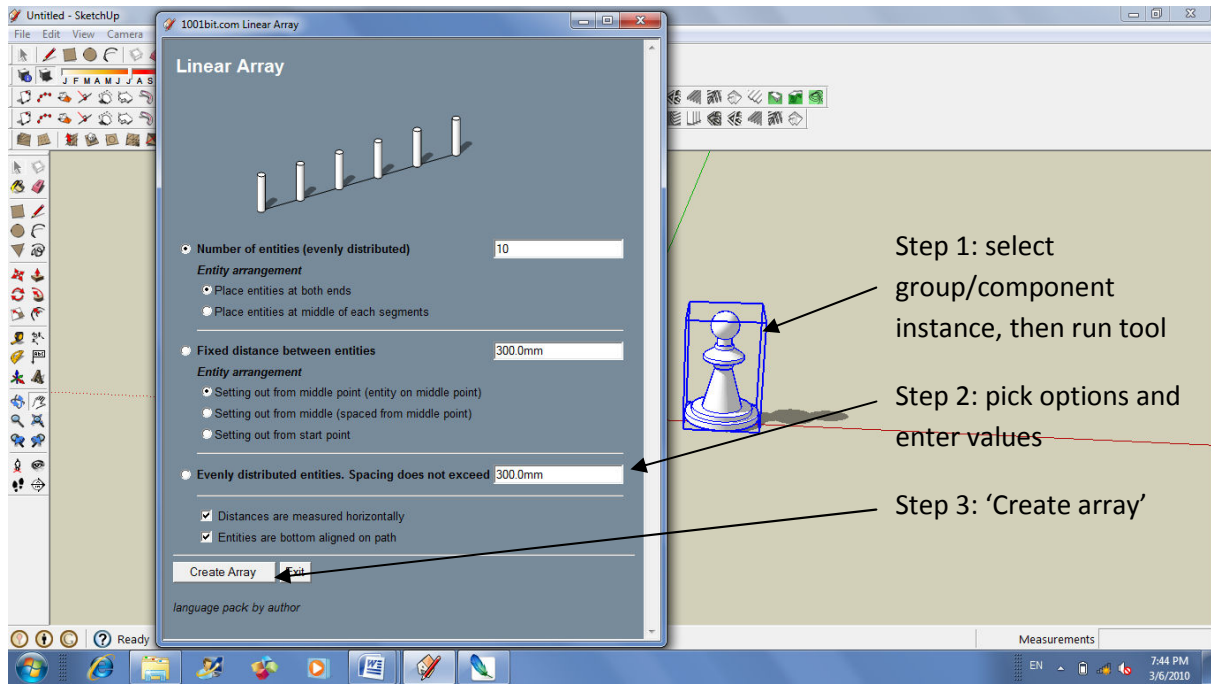 Untitled - SketchUp
File Edit View Camera
J F M A M J J A S
1001bit.com Linear Array
Linear Array
Number of entities (evenly distributed) 10
Entity arrangement
Place entities at both ends
Place entities at middle of each segments
Fixed distance between entities 300.0mm
Entity arrangement
Setting out from middle point (entity on middle point)
Setting out from middle (spaced from middle point)
Setting out from start point
Evenly distributed entities. Spacing does not exceed 300.0mm
Distances are measured horizontally
Entities are bottom aligned on path
Create Array Exit
language pack by author
Step 1: select
group/component
instance, then run tool
Step 2: pick options and
enter values
Step 3: ‘Create array’
Ready
Measurements
EN
7:44 PM
3/6/2010